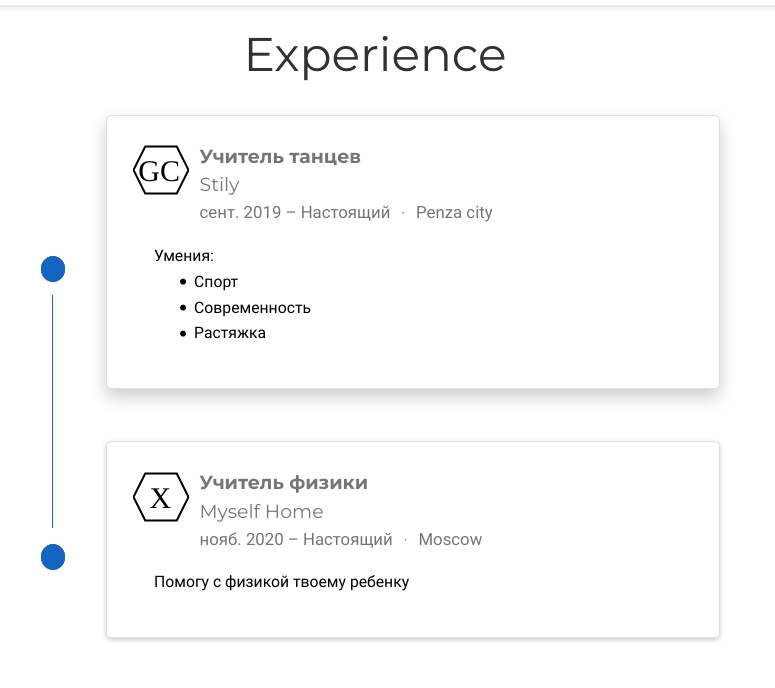 Experience
GC
Учитель танцев
Stily
сент. 2019 – Настоящий · Penza city
Умения:
• Спорт
• Современность
• Растяжка
X
Учитель физики
Myself Home
нояб. 2020 – Настоящий · Moscow
Помогу с физикой твоему ребенку